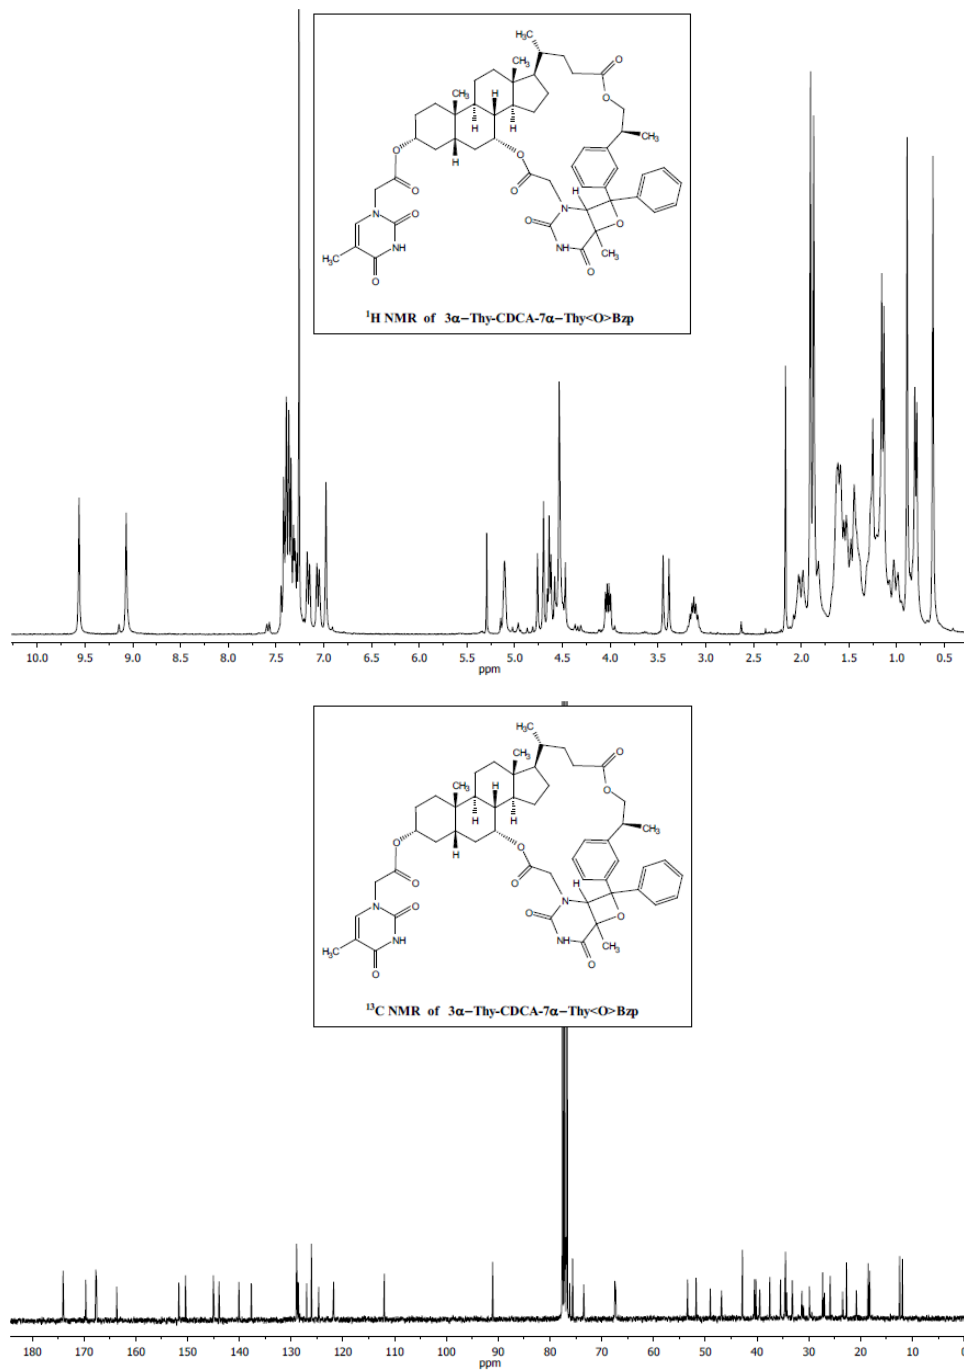 H₃C
CH₃
O
CH₃
H
O
CH₃
H
H
CH₃
O
H
O
O
O
O
H
N
N
O
O
O
NH
NH
CH₃
H₃C
O
O
¹H NMR of 3α−Thy-CDCA-7α−Thy<O>Bzp
10.0 9.5 9.0 8.5 8.0 7.5 7.0 6.5 6.0 5.5 5.0 4.5 4.0 3.5 3.0 2.5 2.0 1.5 1.0 0.5
ppm
H₃C
CH₃
O
CH₃
H
O
CH₃
H
H
O
H
O
O
O
H
N
N
O
O
O
NH
NH
CH₃
H₃C
O
O
¹³C NMR of 3α−Thy-CDCA-7α−Thy<O>Bzp
180 170 160 150 140 130 120 110 100 90 80 70 60 50 40 30 20 10 0
ppm